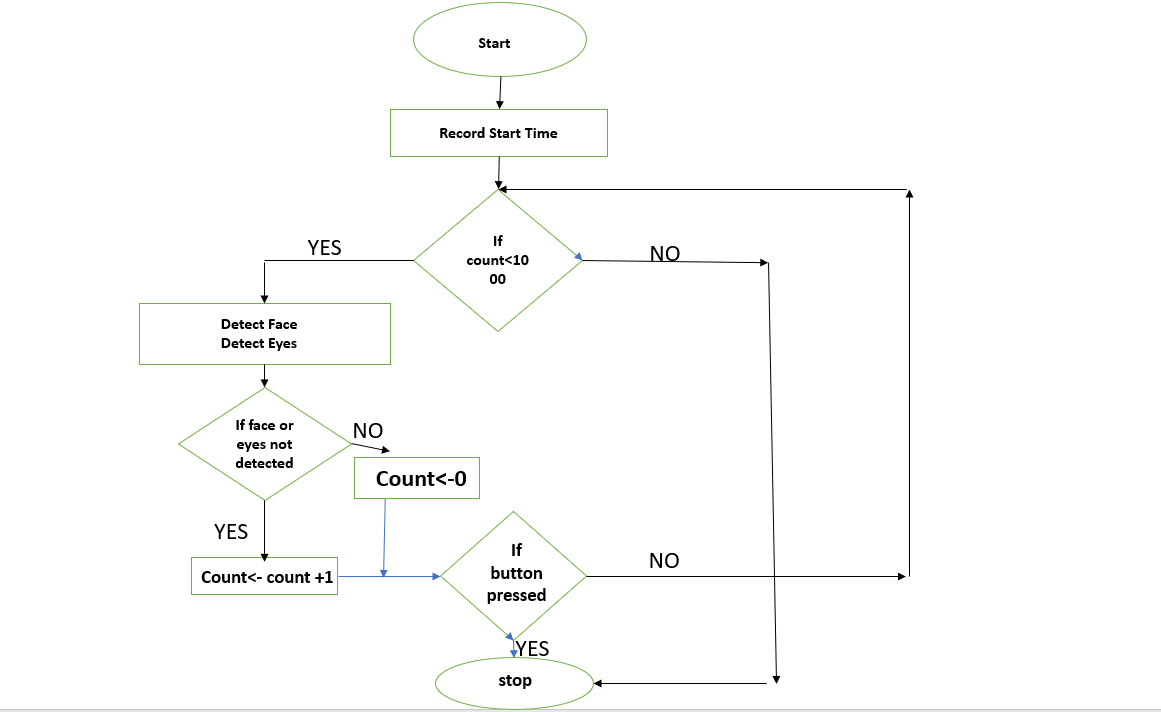 Start
Record Start Time
If
count<10
00
YES
NO
Detect Face
Detect Eyes
If face or
eyes not
detected
NO
Count<-0
YES
Count<- count +1
If
button
pressed
NO
YES
stop